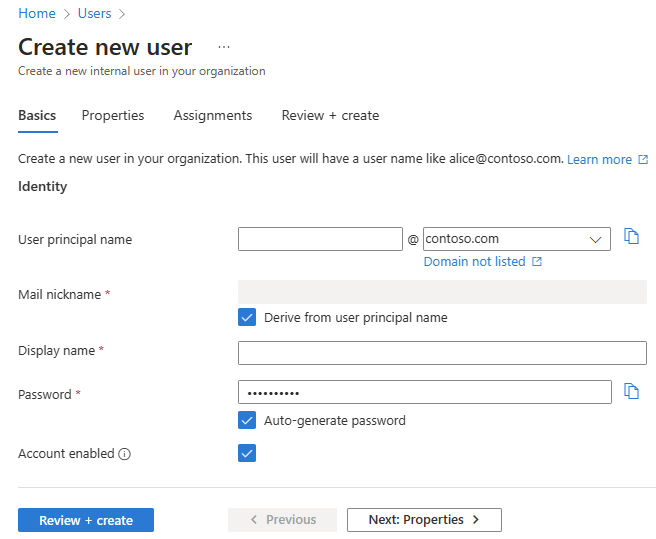 Home > Users >
Create new user ...
Create a new internal user in your organization
Basics Properties Assignments Review + create
Create a new user in your organization. This user will have a user name like alice@contoso.com. Learn more
Identity
User principal name @ contoso.com
Domain not listed
Mail nickname *
Derive from user principal name
Display name *
Password * ••••••••••
Auto-generate password
Account enabled
Review + create < Previous Next: Properties >